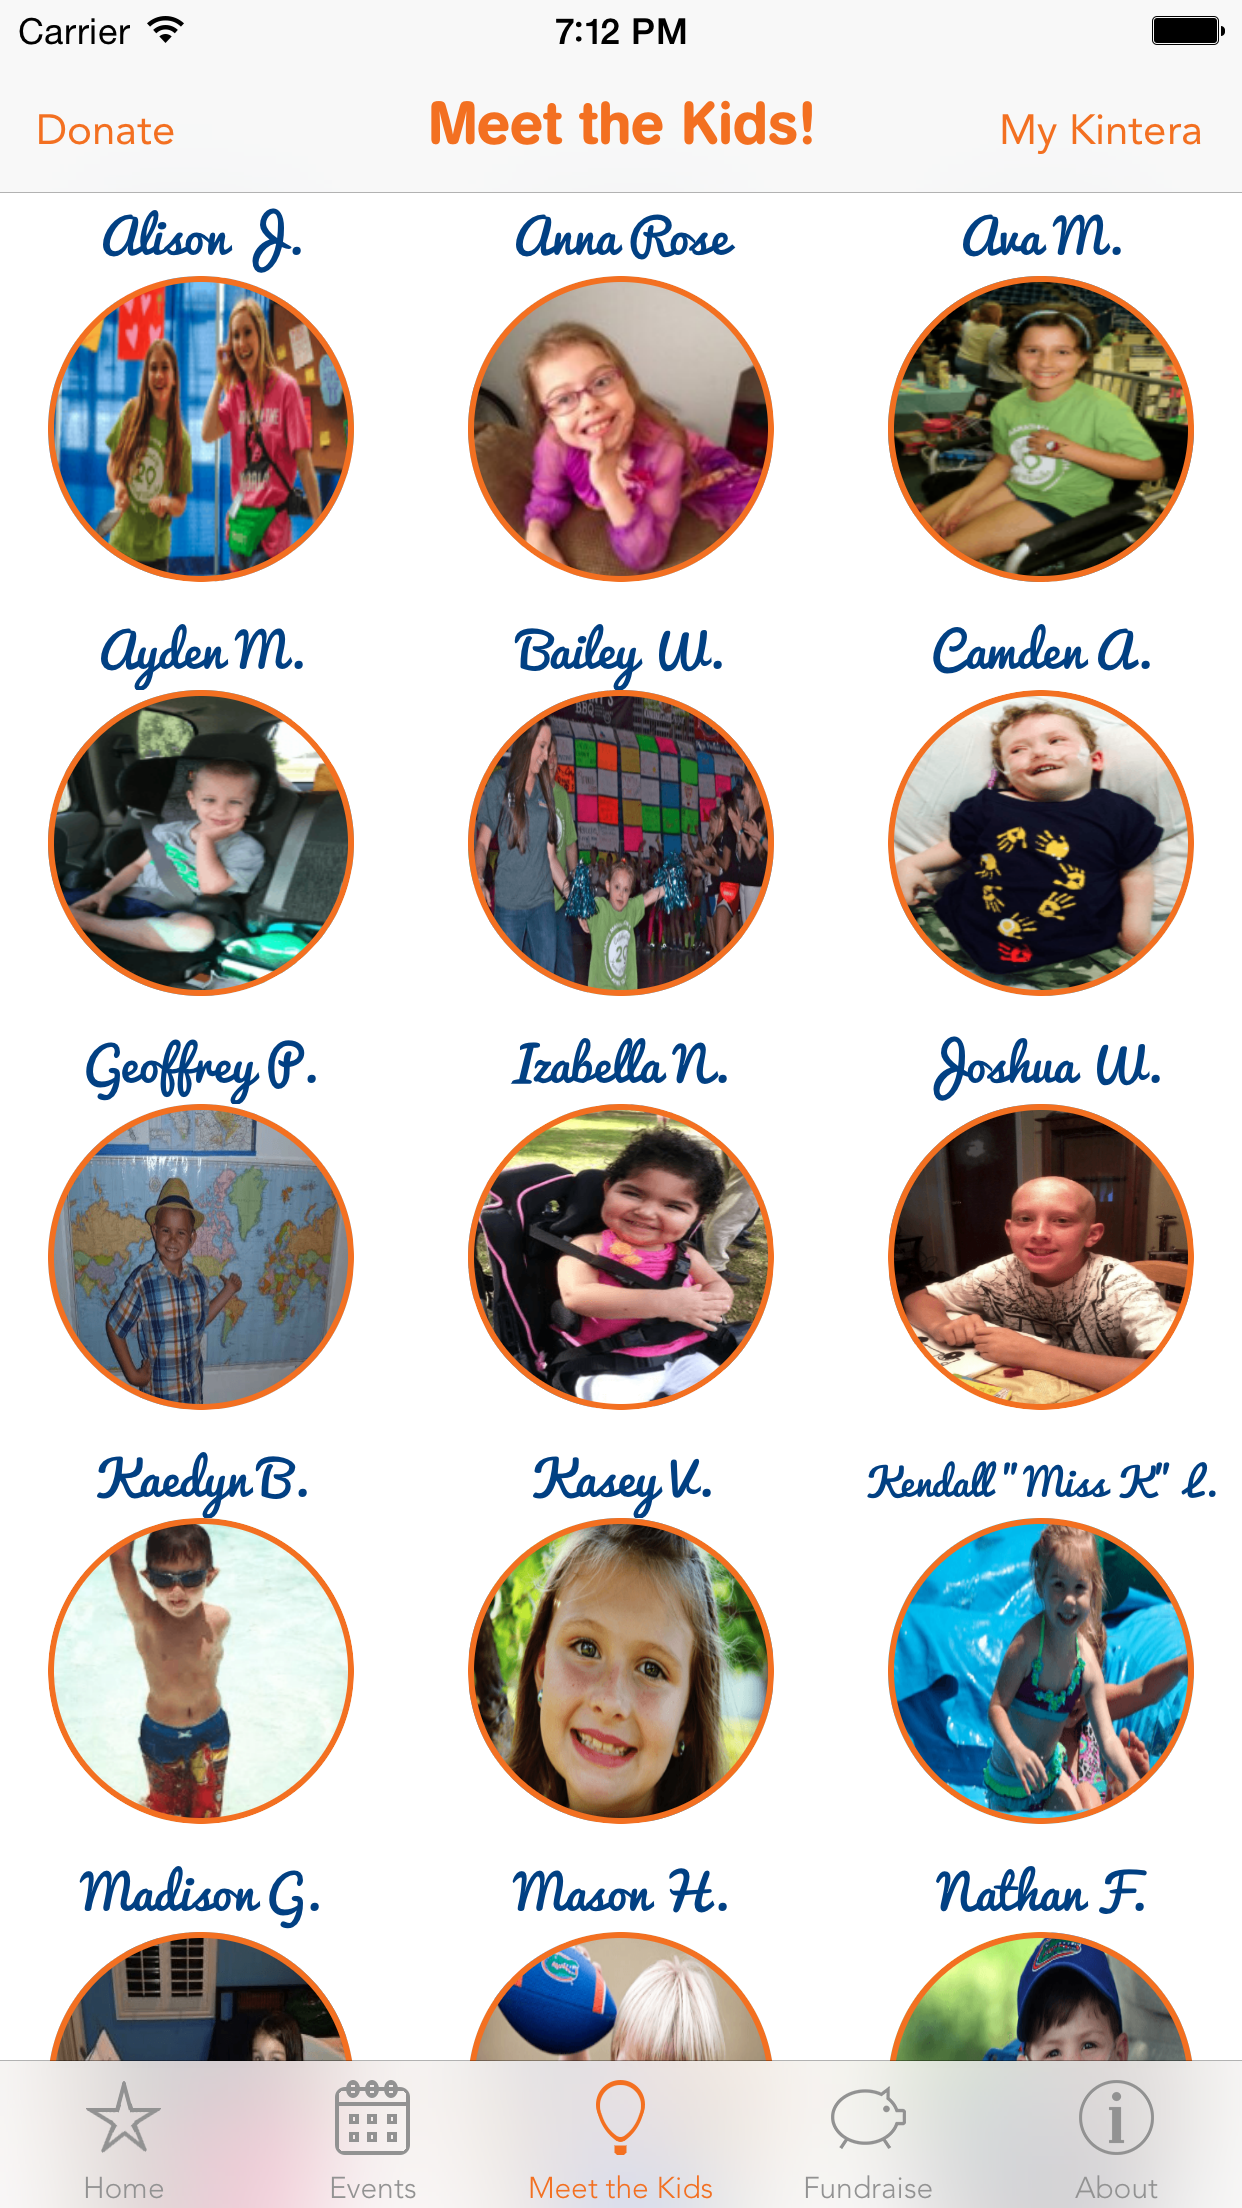 Carrier 7:12 PM
Donate Meet the Kids! My Kintera
Alison J. Anna Rose Ava M.
Ayden M. Bailey W. Camden A.
Geoffrey P. Izabella N. Joshua W.
Kaedyn B. Kasey V. Kendall "Miss K" L.
Madison G. Mason H. Nathan F.
Home Events Meet the Kids Fundraise About